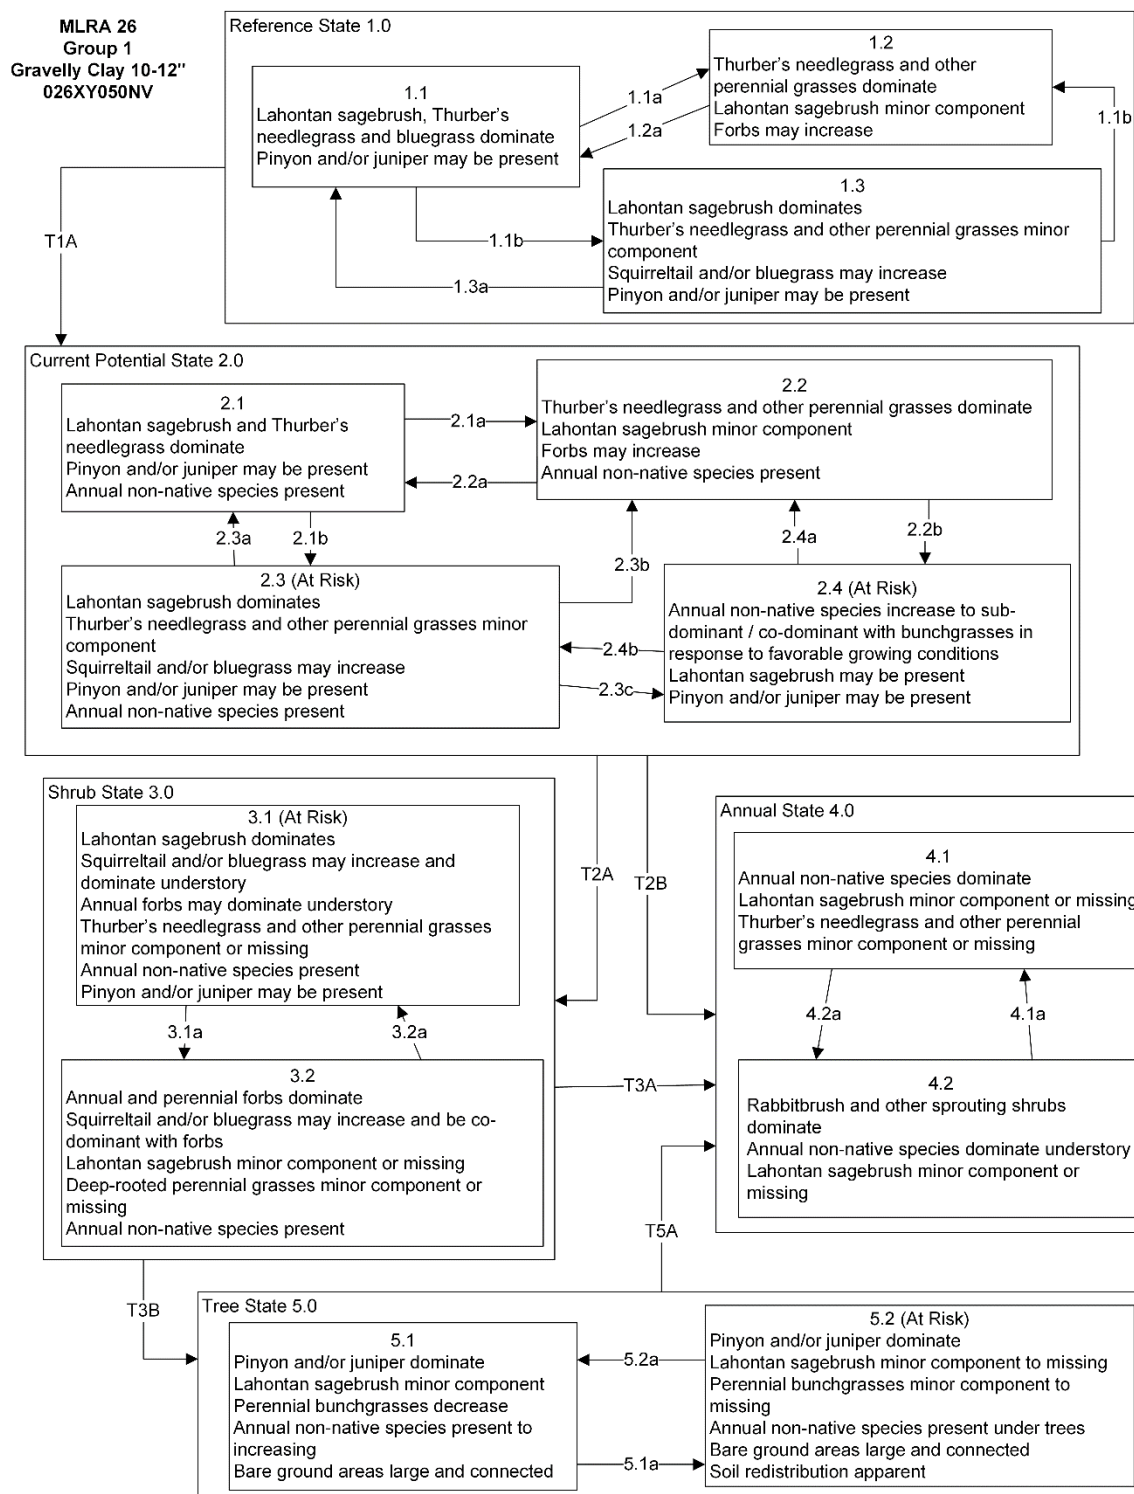 MLRA 26
Group 1
Gravelly Clay 10-12"
026XY050NV
Reference State 1.0
1.1
Lahontan sagebrush, Thurber's
needlegrass and bluegrass dominate
Pinyon and/or juniper may be present
1.1a
1.2a
1.2
Thurber's needlegrass and other
perennial grasses dominate
Lahontan sagebrush minor component
Forbs may increase
1.1b
1.1b
1.3a
1.3
Lahontan sagebrush dominates
Thurber's needlegrass and other perennial grasses minor
component
Squirreltail and/or bluegrass may increase
Pinyon and/or juniper may be present
T1A
Current Potential State 2.0
2.1
Lahontan sagebrush and Thurber's
needlegrass dominate
Pinyon and/or juniper may be present
Annual non-native species present
2.1a
2.2a
2.2
Thurber's needlegrass and other perennial grasses dominate
Lahontan sagebrush minor component
Forbs may increase
Annual non-native species present
2.3a
2.1b
2.3b
2.4a
2.2b
2.3 (At Risk)
Lahontan sagebrush dominates
Thurber's needlegrass and other perennial grasses minor
component
Squirreltail and/or bluegrass may increase
Pinyon and/or juniper may be present
Annual non-native species present
2.4b
2.3c
2.4 (At Risk)
Annual non-native species increase to sub-
dominant / co-dominant with bunchgrasses in
response to favorable growing conditions
Lahontan sagebrush may be present
Pinyon and/or juniper may be present
Shrub State 3.0
3.1 (At Risk)
Lahontan sagebrush dominates
Squirreltail and/or bluegrass may increase and
dominate understory
Annual forbs may dominate understory
Thurber's needlegrass and other perennial grasses
minor component or missing
Annual non-native species present
Pinyon and/or juniper may be present
3.1a
3.2a
3.2
Annual and perennial forbs dominate
Squirreltail and/or bluegrass may increase and be co-
dominant with forbs
Lahontan sagebrush minor component or missing
Deep-rooted perennial grasses minor component or
missing
Annual non-native species present
T2A
T2B
T3A
Annual State 4.0
4.1
Annual non-native species dominate
Lahontan sagebrush minor component or missing
Thurber's needlegrass and other perennial
grasses minor component or missing
4.2a
4.1a
4.2
Rabbitbrush and other sprouting shrubs
dominate
Annual non-native species dominate understory
Lahontan sagebrush minor component or
missing
T5A
T3B
Tree State 5.0
5.1
Pinyon and/or juniper dominate
Lahontan sagebrush minor component
Perennial bunchgrasses decrease
Annual non-native species present to
increasing
Bare ground areas large and connected
5.2a
5.1a
5.2 (At Risk)
Pinyon and/or juniper dominate
Lahontan sagebrush minor component to missing
Perennial bunchgrasses minor component to
missing
Annual non-native species present under trees
Bare ground areas large and connected
Soil redistribution apparent